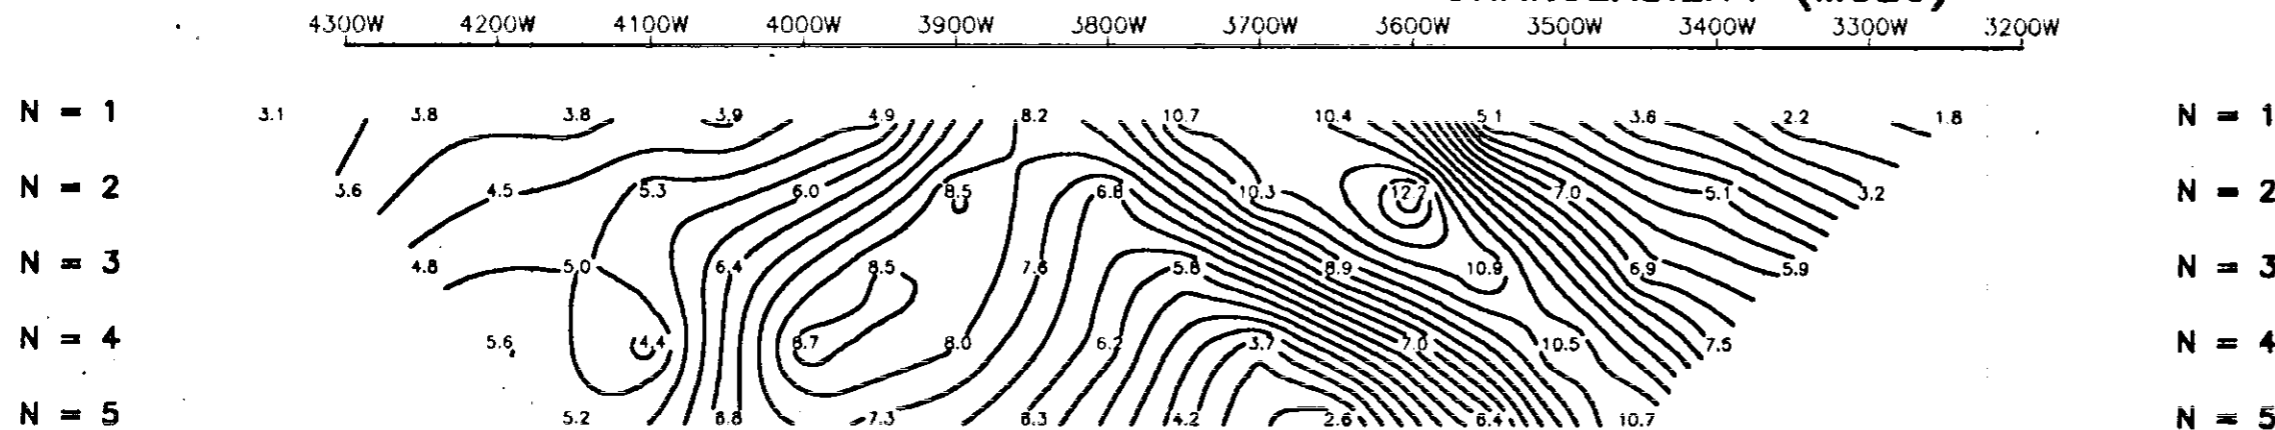 4300W 4200W 4100W 4000W 3900W 3800W 3700W 3600W 3500W 3400W 3300W 3200W
N = 1 3.1 3.8 3.8 3.9 4.9 8.2 10.7 10.4 5.1 3.6 2.2 1.8 N = 1
N = 2 3.6 4.5 5.3 6.0 8.5 6.8 10.3 12.2 7.0 5.1 3.2 N = 2
N = 3 4.8 5.0 6.4 8.5 7.6 5.8 8.9 10.9 6.9 5.9 N = 3
N = 4 5.6 4.4 8.7 8.0 6.2 3.7 7.0 10.5 7.5 N = 4
N = 5 5.2 6.8 7.3 6.3 4.2 2.6 6.4 10.7 N = 5